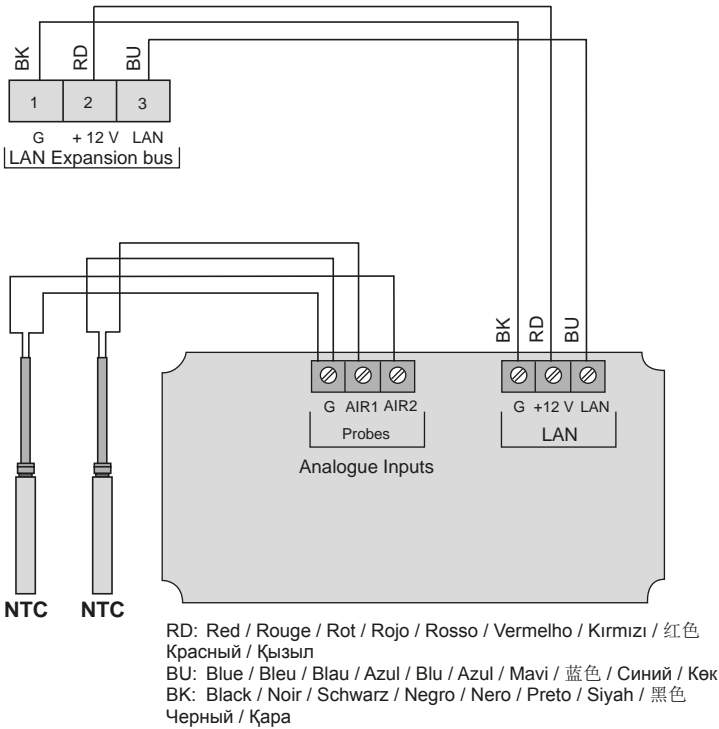 BK RD BU
1 2 3
G + 12 V LAN
LAN Expansion bus
BK RD BU
G AIR1 AIR2 G +12 V LAN
Probes LAN
Analogue Inputs
NTC NTC
RD: Red / Rouge / Rot / Rojo / Rosso / Vermelho / Kırmızı / 红色
Красный / Қызыл
BU: Blue / Bleu / Blau / Azul / Blu / Azul / Mavi / 蓝色 / Синий / Көк
BK: Black / Noir / Schwarz / Negro / Nero / Preto / Siyah / 黑色
Черный / Қара